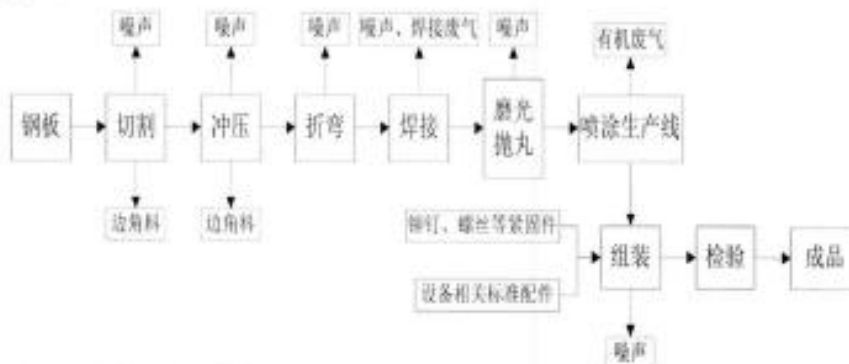 噪声 噪声 噪声 噪声、焊接废气 噪声 有机废气
钢板 切割 冲压 折弯 焊接 磨光抛丸 喷涂生产线
边角料 边角料
铆钉、螺丝等紧固件
组装 检验 成品
设备相关标准配件
噪声